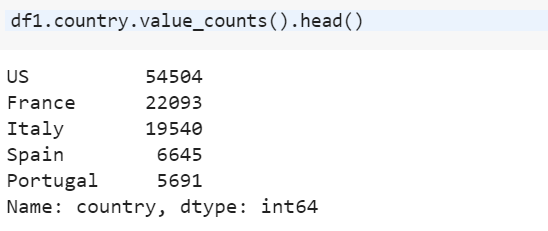 df1.country.value_counts().head()
US 54504
France 22093
Italy 19540
Spain 6645
Portugal 5691
Name: country, dtype: int64